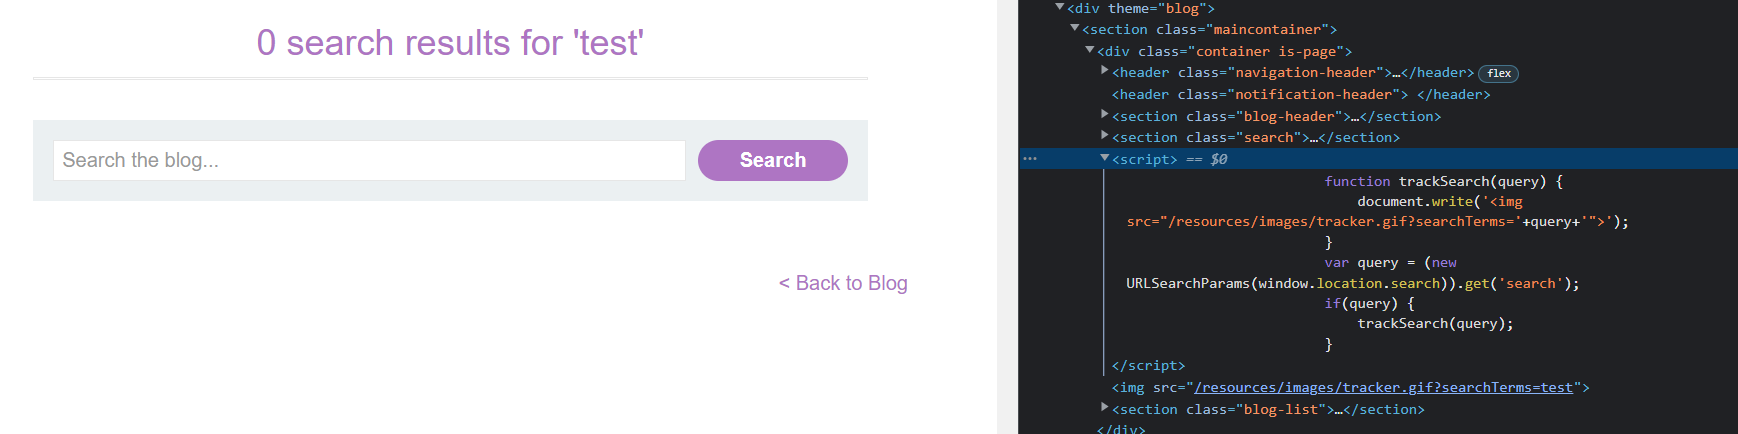 0 search results for 'test'
Search the blog...
Search
< Back to Blog
<div theme="blog">
<section class="maincontainer">
<div class="container is-page">
<header class="navigation-header">…</header> flex
<header class="notification-header"> </header>
<section class="blog-header">…</section>
<section class="search">…</section>
<script> == $0
function trackSearch(query) {
document.write('<img
src="/resources/images/tracker.gif?searchTerms='+query+'">');
}
var query = (new
URLSearchParams(window.location.search)).get('search');
if(query) {
trackSearch(query);
}
</script>
<img src="/resources/images/tracker.gif?searchTerms=test">
<section class="blog-list">…</section>
</div>